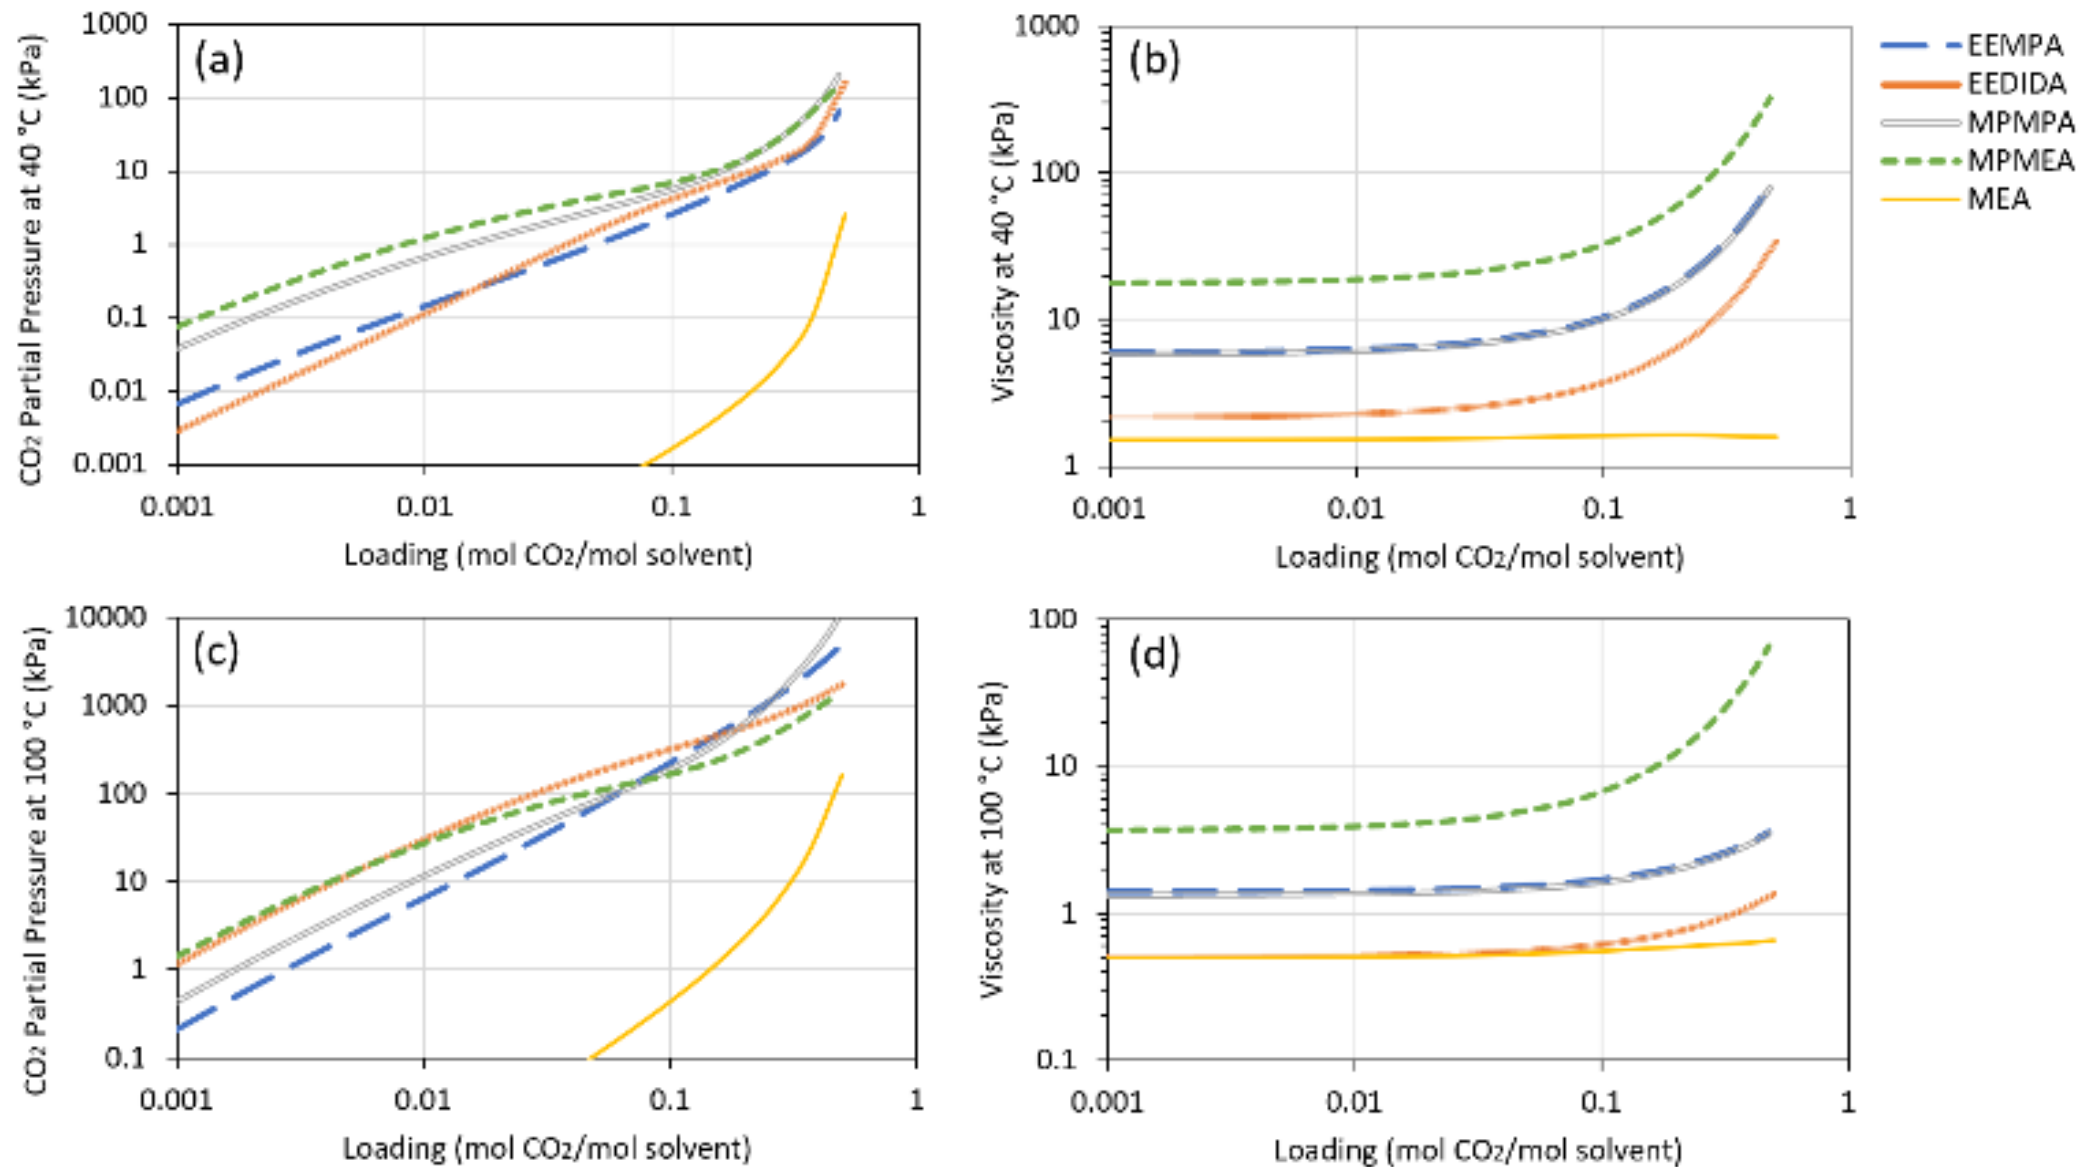 (a)
1000
100
10
1
0.1
0.01
0.001
CO2 Partial Pressure at 40 °C (kPa)
0.001 0.01 0.1 1
Loading (mol CO2/mol solvent)
(b)
1000
100
10
1
Viscosity at 40 °C (kPa)
0.001 0.01 0.1 1
Loading (mol CO2/mol solvent)
EEMPA
EEDIDA
MPMPA
MPMEA
MEA
(c)
10000
1000
100
10
1
0.1
CO2 Partial Pressure at 100 °C (kPa)
0.001 0.01 0.1 1
Loading (mol CO2/mol solvent)
(d)
100
10
1
0.1
Viscosity at 100 °C (kPa)
0.001 0.01 0.1 1
Loading (mol CO2/mol solvent)